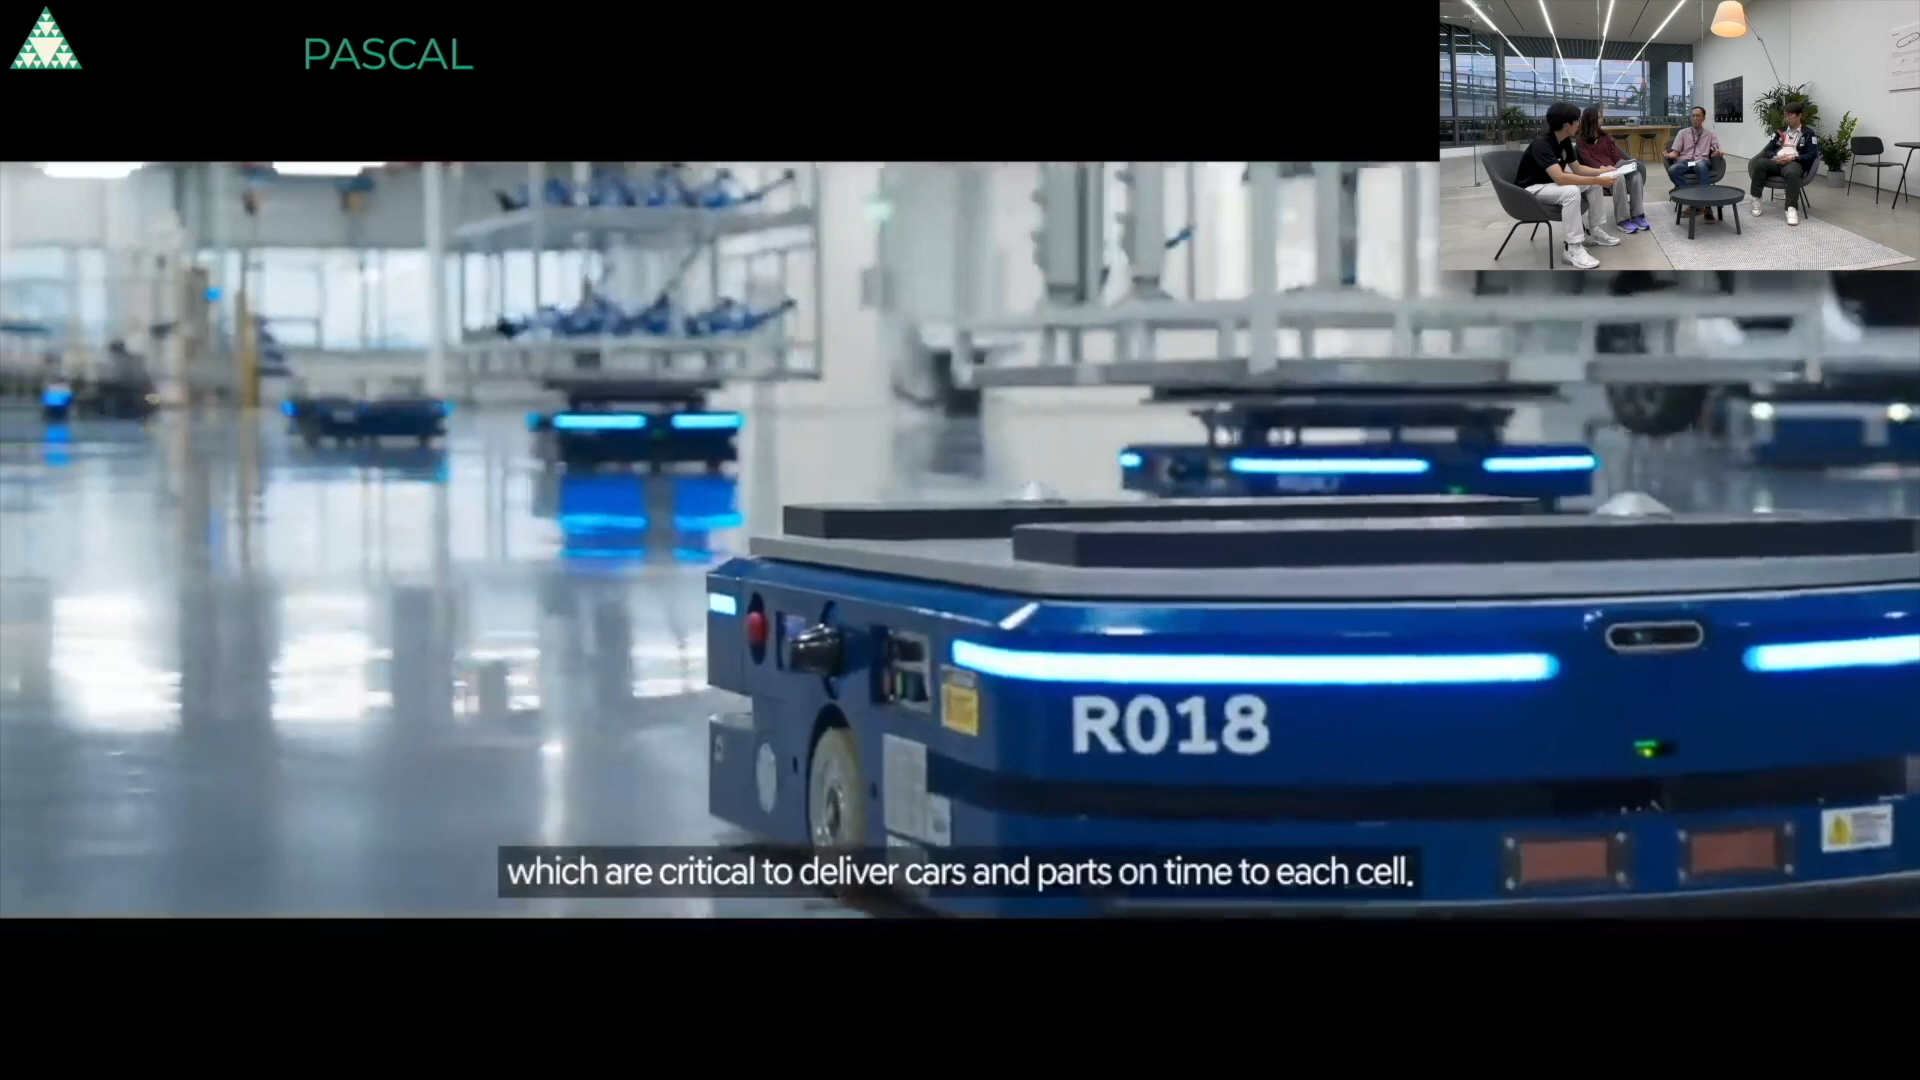 PASCAL
R018
which are critical to deliver cars and parts on time to each cell.